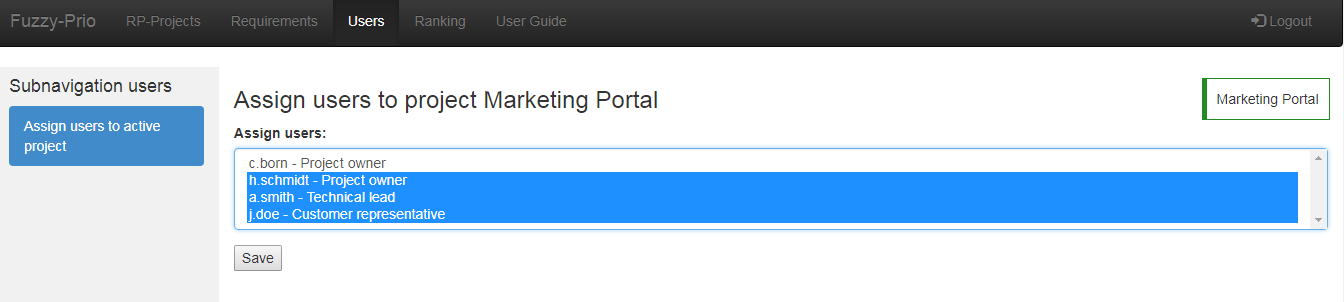 Fuzzy-Prio RP-Projects Requirements Users Ranking User Guide Logout
Subnavigation users
Assign users to active
project
Assign users to project Marketing Portal
Marketing Portal
Assign users:
c.born - Project owner
h.schmidt - Project owner
a.smith - Technical lead
j.doe - Customer representative
Save